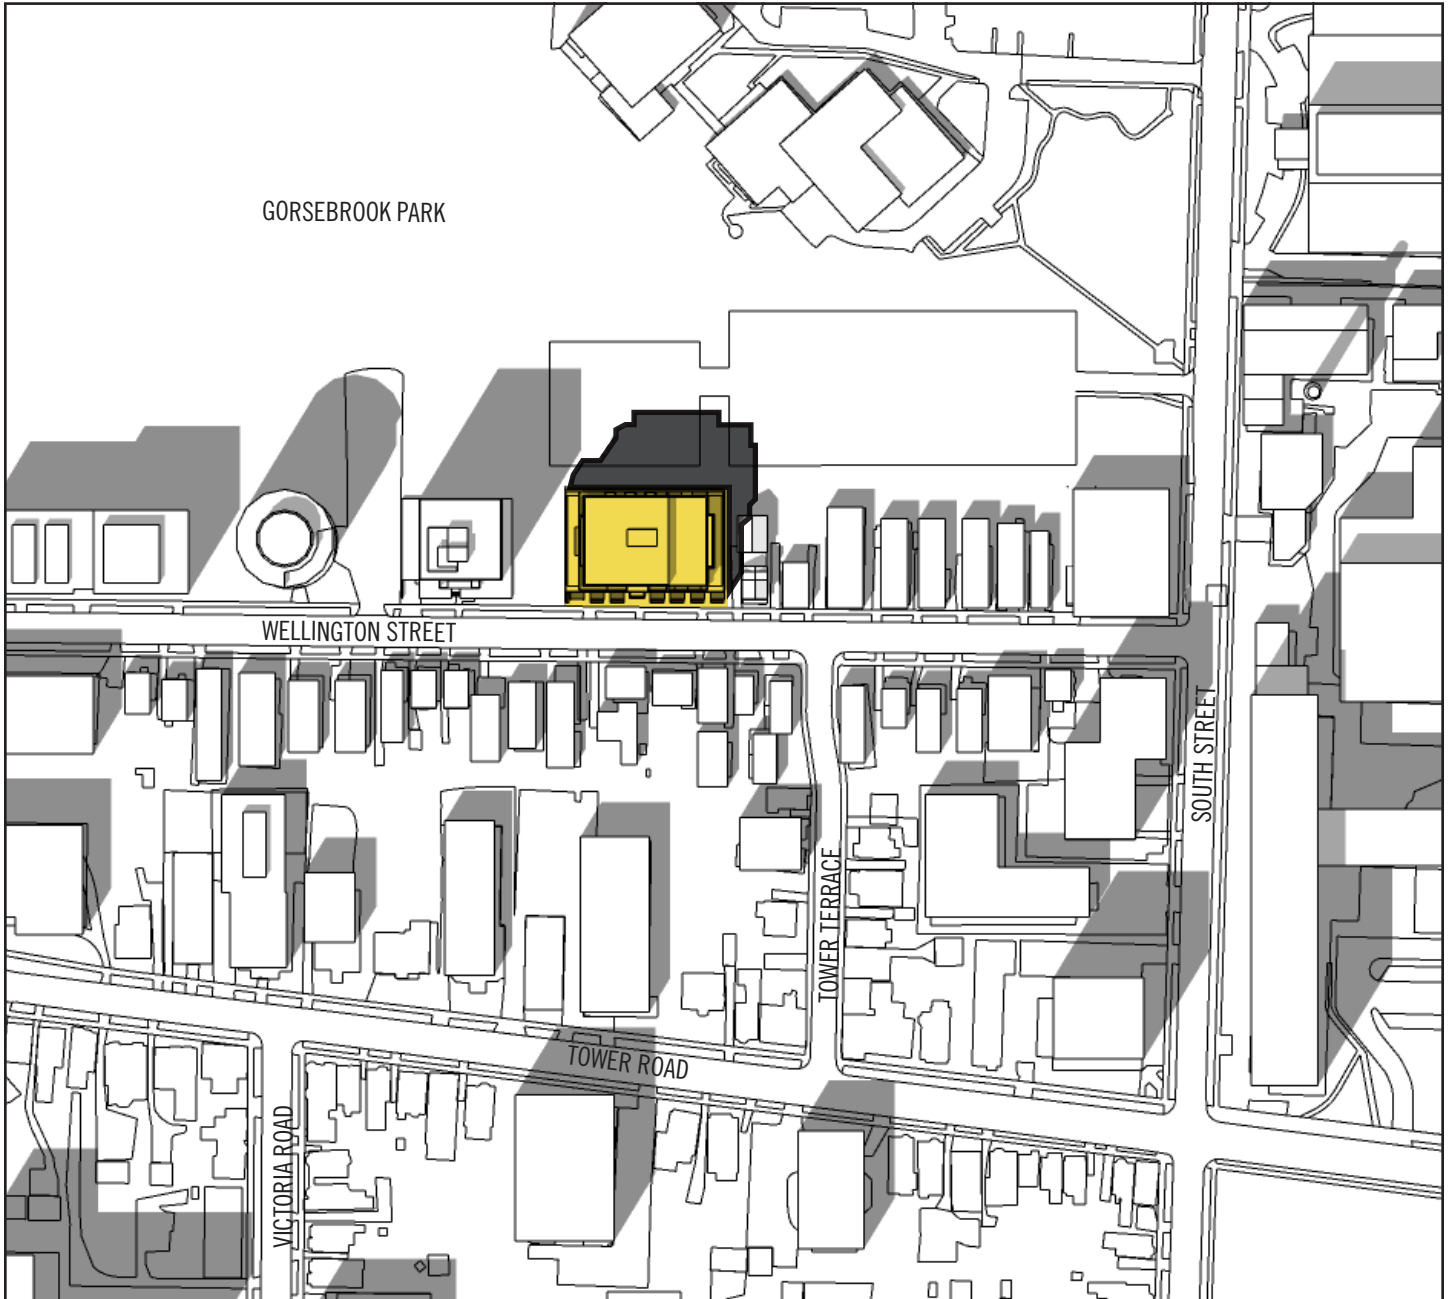 GORSEBROOK PARK
WELLINGTON STREET
SOUTH STREET
TOWER TERRACE
TOWER ROAD
VICTORIA ROAD